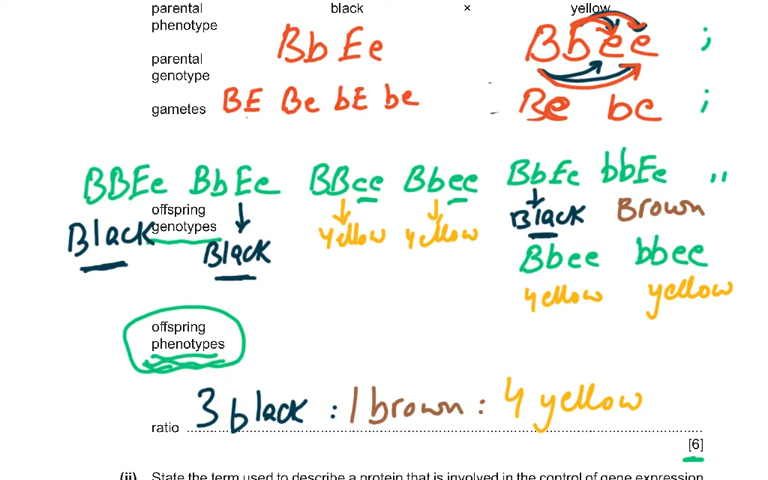 parental phenotype black × yellow
parental genotype BbEe Bbee ;
gametes BE Be bE be Be be ;
BBEe BbEe BBee Bbee BbEe bbEe
offspring genotypes
Black Black yellow yellow Black Brown
Bbee bbee
yellow yellow
offspring phenotypes
ratio 3 black : 1 brown : 4 yellow
[6]
(ii) State the term used to describe a protein that is involved in the control of gene expression